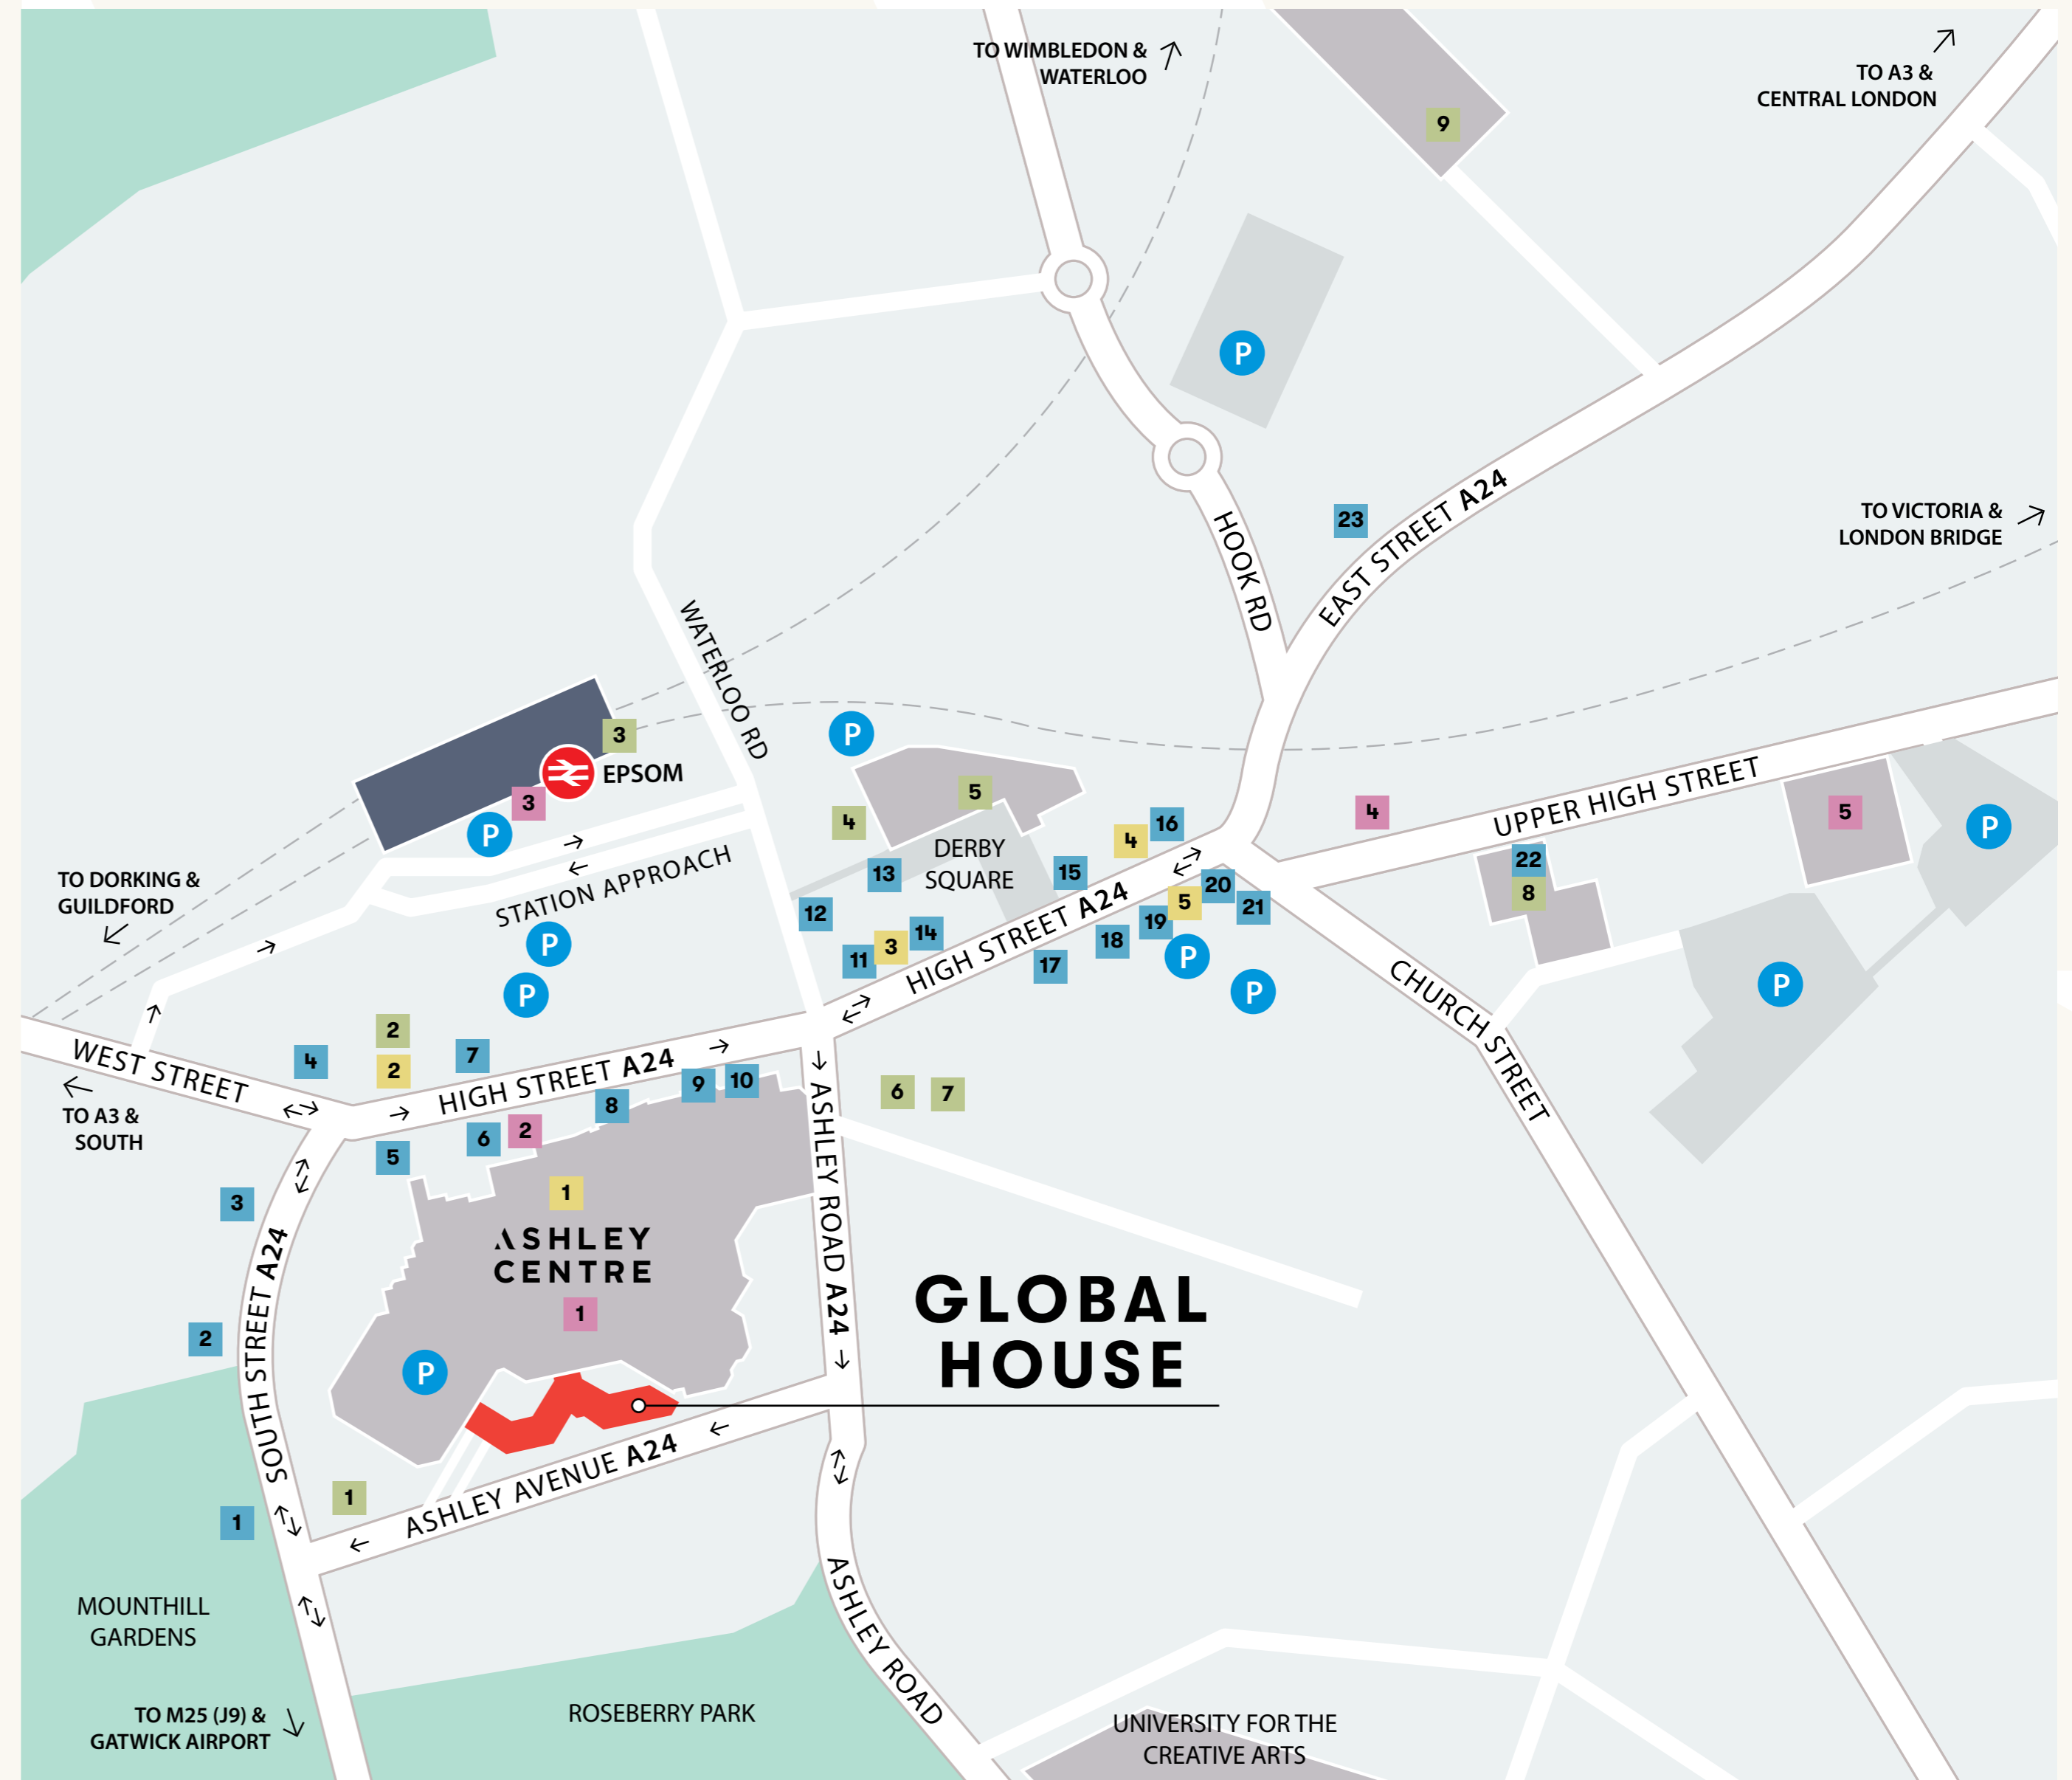 TO WIMBLEDON &
WATERLOO
TO A3 &
CENTRAL LONDON
9
P
23
HOOK RD
EAST STREET A24
TO VICTORIA &
LONDON BRIDGE
WATERLOO RD
3
EPSOM
3
P
P
5
4
DERBY
SQUARE
13
12
15
4
16
4
UPPER HIGH STREET
5
P
22
8
TO DORKING &
GUILDFORD
STATION APPROACH
P
P
11
3
14
HIGH STREET A24
17
18
19
5
20
21
P
P
CHURCH STREET
P
WEST STREET
TO A3 &
SOUTH
4
2
2
7
HIGH STREET A24
8
9
10
6
7
5
6
2
3
1
ASHLEY
CENTRE
1
ASHLEY ROAD A24
GLOBAL
HOUSE
SOUTH STREET A24
2
P
1
1
ASHLEY AVENUE A24
MOUNTHILL
GARDENS
ASHLEY ROAD
TO M25 (J9) &
GATWICK AIRPORT
ROSEBERRY PARK
UNIVERSITY FOR THE
CREATIVE ARTS